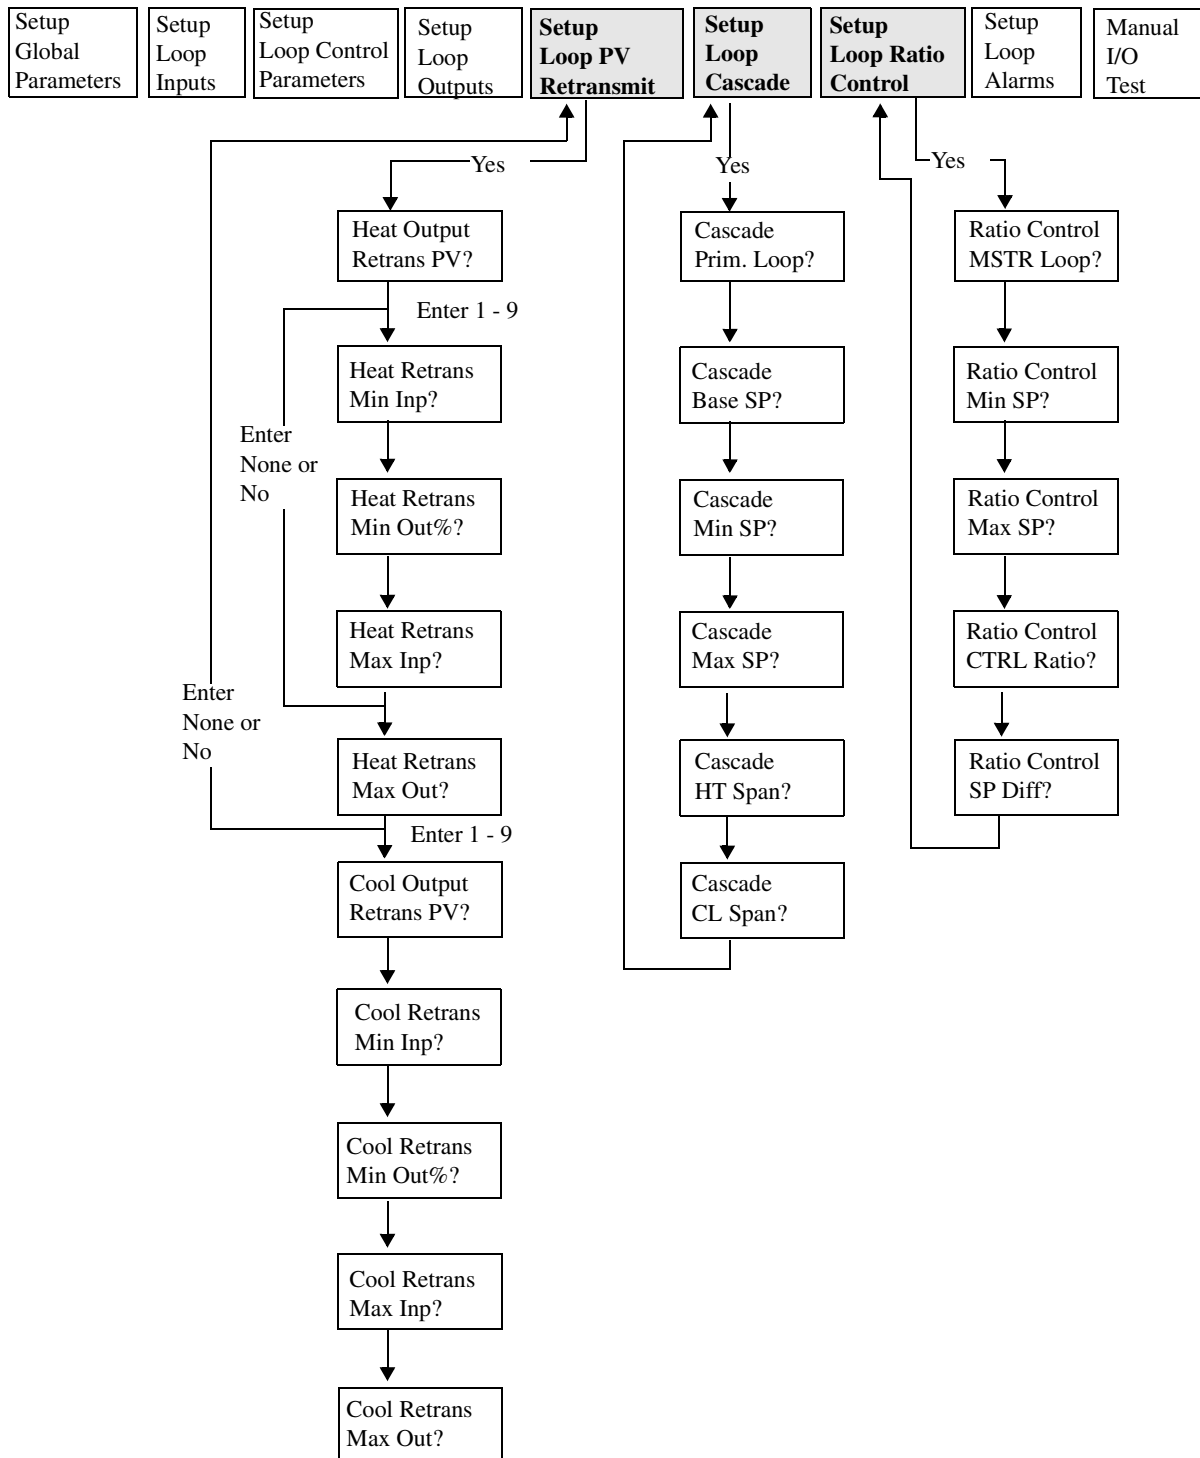 Setup
Global
Parameters
Setup
Loop
Inputs
Setup
Loop Control
Parameters
Setup
Loop
Outputs
Setup
Loop PV
Retransmit
Setup
Loop
Cascade
Setup
Loop Ratio
Control
Setup
Loop
Alarms
Manual
I/O
Test
Yes
Heat Output
Retrans PV?
Enter 1 - 9
Heat Retrans
Min Inp?
Enter
None or
No
Heat Retrans
Min Out%?
Heat Retrans
Max Inp?
Enter
None or
No
Heat Retrans
Max Out?
Enter 1 - 9
Cool Output
Retrans PV?
Cool Retrans
Min Inp?
Cool Retrans
Min Out%?
Cool Retrans
Max Inp?
Cool Retrans
Max Out?
Yes
Cascade
Prim. Loop?
Cascade
Base SP?
Cascade
Min SP?
Cascade
Max SP?
Cascade
HT Span?
Cascade
CL Span?
Yes
Ratio Control
MSTR Loop?
Ratio Control
Min SP?
Ratio Control
Max SP?
Ratio Control
CTRL Ratio?
Ratio Control
SP Diff?